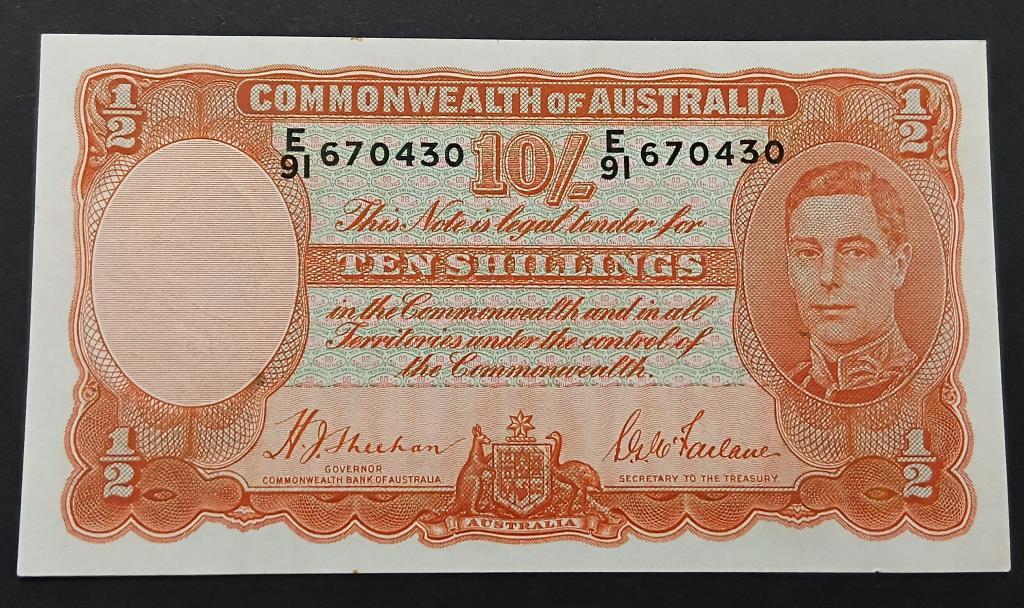 1/2 COMMONWEALTH OF AUSTRALIA 1/2
E/91 670430 10/- E/91 670430
This Note is legal tender for
TEN SHILLINGS
in the Commonwealth and in all
Territories under the control of
the Commonwealth.
1/2 1/2
H.J. Sheehan
GOVERNOR
COMMONWEALTH BANK OF AUSTRALIA.
S.G. McFarlane
SECRETARY TO THE TREASURY.
AUSTRALIA